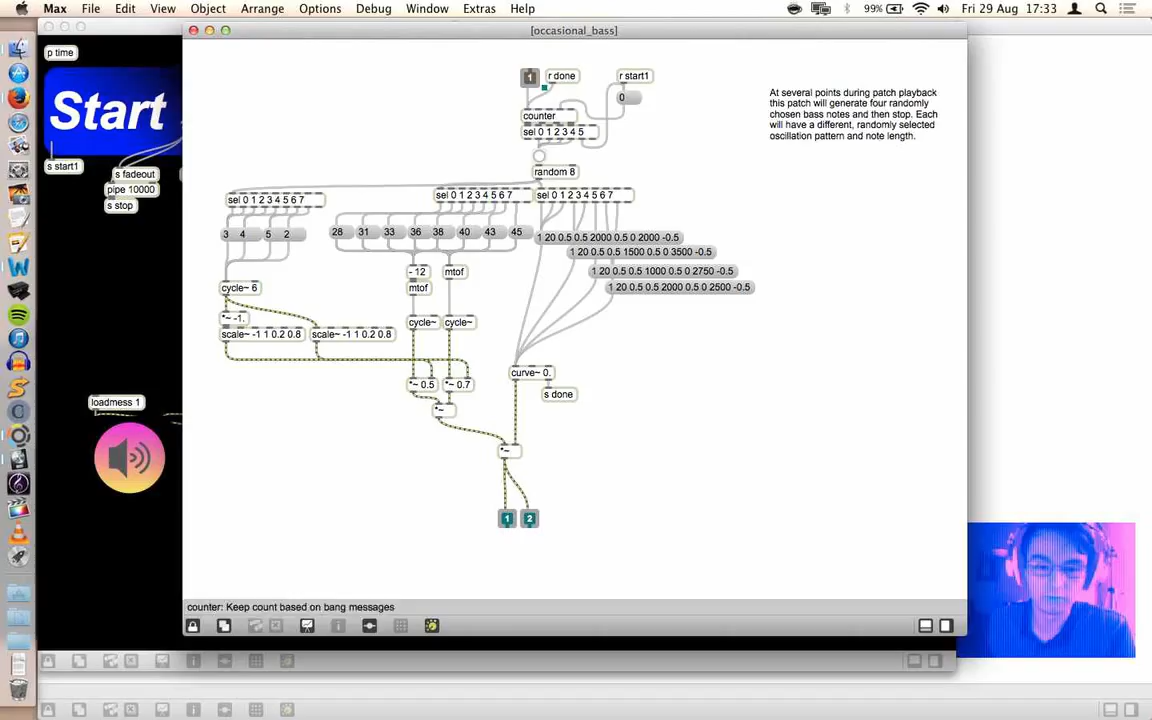 Max File Edit View Object Arrange Options Debug Window Extras Help 99% Fri 29 Aug 17:33
[occasional_bass]
p time
Start
s start1
s fadeout
pipe 10000
s stop
loadmess 1
1 r done r start1
0
counter
sel 0 1 2 3 4 5
random 8
At several points during patch playback
this patch will generate four randomly
chosen bass notes and then stop. Each
will have a different, randomly selected
oscillation pattern and note length.
sel 0 1 2 3 4 5 6 7 sel 0 1 2 3 4 5 6 7 sel 0 1 2 3 4 5 6 7
3 4 5 2 28 31 33 36 38 40 43 45
1 20 0.5 0.5 2000 0.5 0 2000 -0.5
1 20 0.5 0.5 1500 0.5 0 3500 -0.5
1 20 0.5 0.5 1000 0.5 0 2750 -0.5
1 20 0.5 0.5 2000 0.5 0 2500 -0.5
- 12 mtof
cycle~ 6 mtof
*~ -1. cycle~ cycle~
scale~ -1 1 0.2 0.8 scale~ -1 1 0.2 0.8
curve~ 0.
*~ 0.5 *~ 0.7
s done
*~
*~
1 2
counter: Keep count based on bang messages